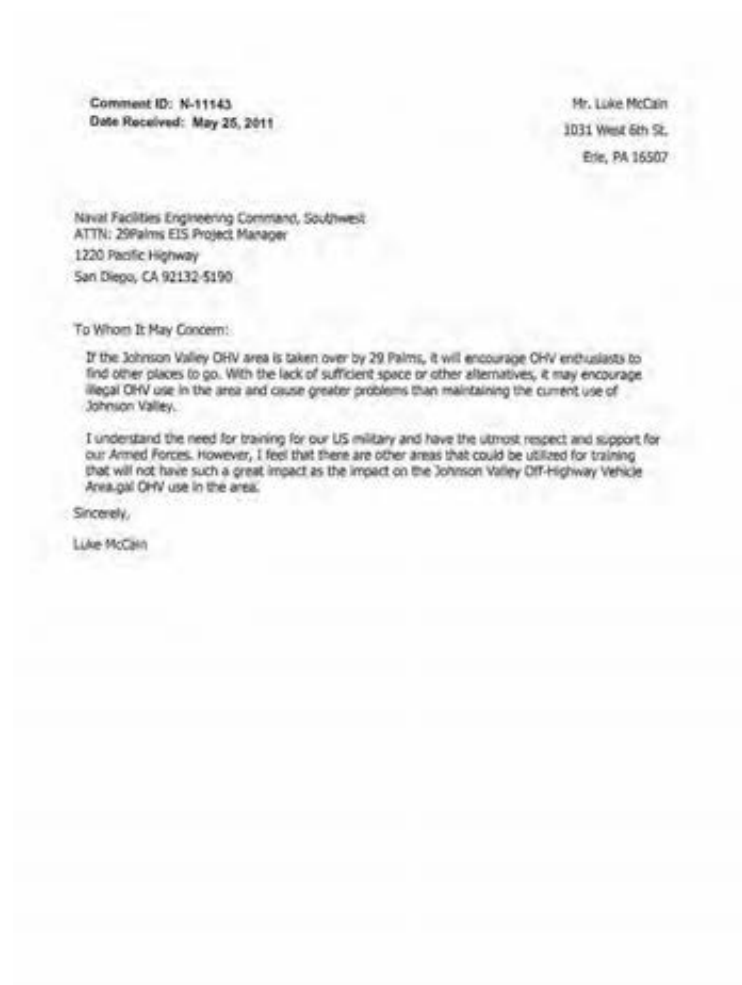 Comment ID: N-11143
Date Received: May 25, 2011
Mr. Luke McCain
1031 West 6th St.
Erie, PA 16507
Naval Facilities Engineering Command, Southwest
ATTN: 29Palms EIS Project Manager
1220 Pacific Highway
San Diego, CA 92132-5190
To Whom It May Concern:
If the Johnson Valley OHV area is taken over by 29 Palms, it will encourage OHV enthusiasts to
find other places to go. With the lack of sufficient space or other alternatives, it may encourage
illegal OHV use in the area and cause greater problems than maintaining the current use of
Johnson Valley.
I understand the need for training for our US military and have the utmost respect and support for
our Armed Forces. However, I feel that there are other areas that could be utilized for training
that will not have such a great impact as the impact on the Johnson Valley Off-Highway Vehicle
Area.gal OHV use in the area.
Sincerely,
Luke McCain